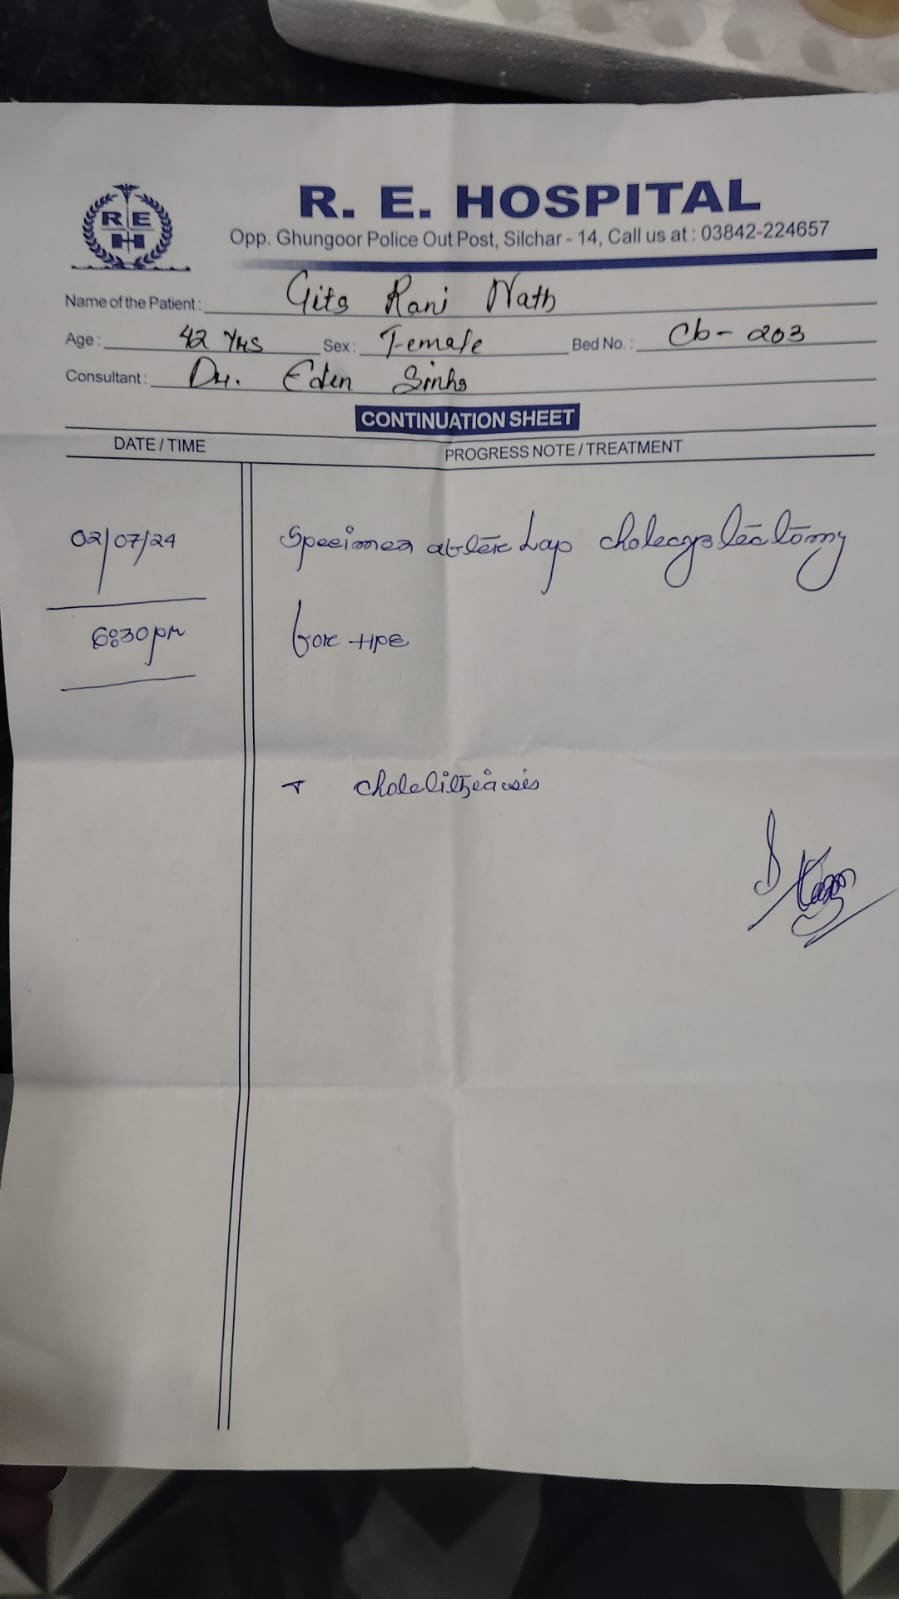 R E
H
R. E. HOSPITAL
Opp. Ghungoor Police Out Post, Silchar - 14, Call us at : 03842-224657
Name of the Patient : Gita Rani Nath
Age : 42 Yrs Sex : Female Bed No. : Cb - 203
Consultant : Dr. Eden Sinha
CONTINUATION SHEET
DATE / TIME PROGRESS NOTE / TREATMENT
02/07/24 Specimen after Lap cholecystectomy
6:30 pm for HPE
cholelithiasis